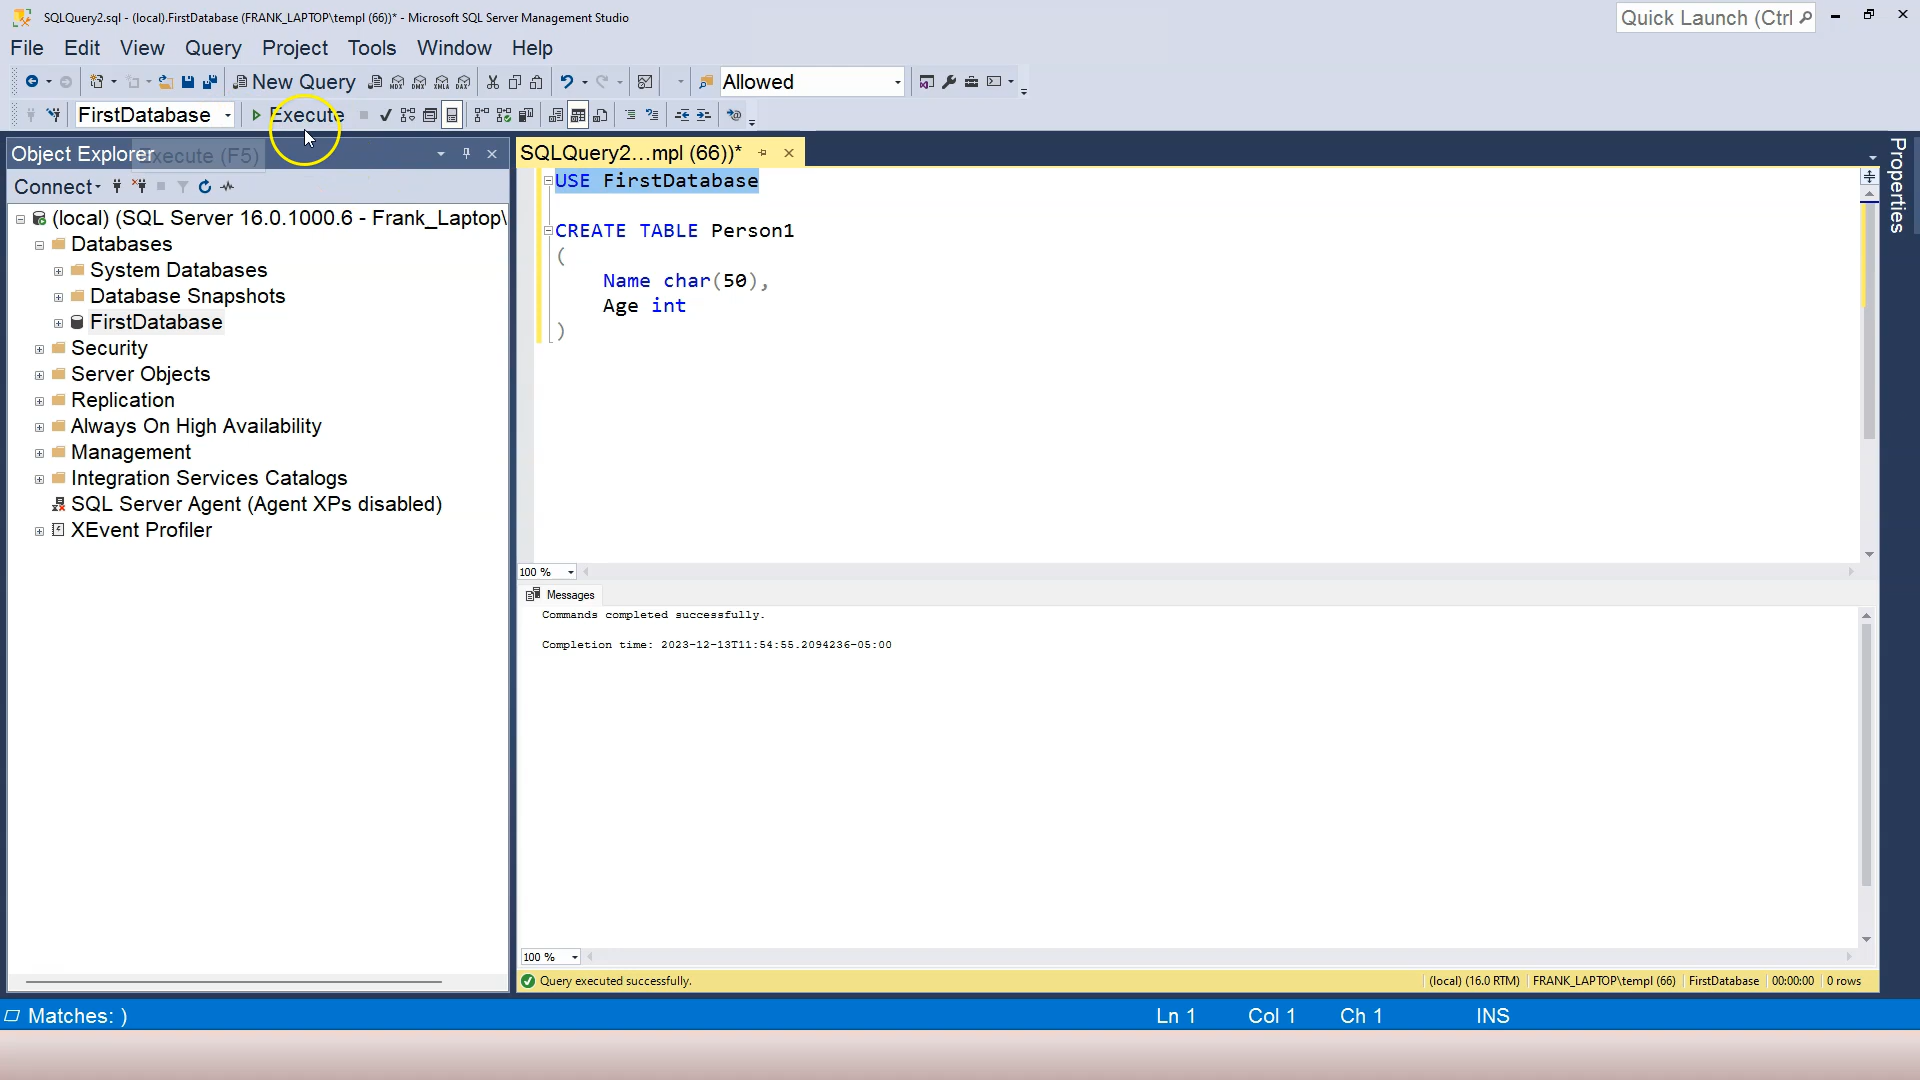 SQLQuery2.sql - (local).FirstDatabase (FRANK_LAPTOP\templ (66))* - Microsoft SQL Server Management Studio
Quick Launch (Ctrl
File Edit View Query Project Tools Window Help
New Query
Allowed
FirstDatabase
Execute
Object Explorer
Execute (F5)
SQLQuery2...mpl (66))*
Properties
Connect
(local) (SQL Server 16.0.1000.6 - Frank_Laptop\
Databases
System Databases
Database Snapshots
FirstDatabase
Security
Server Objects
Replication
Always On High Availability
Management
Integration Services Catalogs
SQL Server Agent (Agent XPs disabled)
XEvent Profiler
USE FirstDatabase
CREATE TABLE Person1
(
Name char(50),
Age int
)
100 %
Messages
Commands completed successfully.
Completion time: 2023-12-13T11:54:55.2094236-05:00
100 %
Query executed successfully.
(local) (16.0 RTM) FRANK_LAPTOP\templ (66) FirstDatabase 00:00:00 0 rows
Matches: )
Ln 1 Col 1 Ch 1 INS